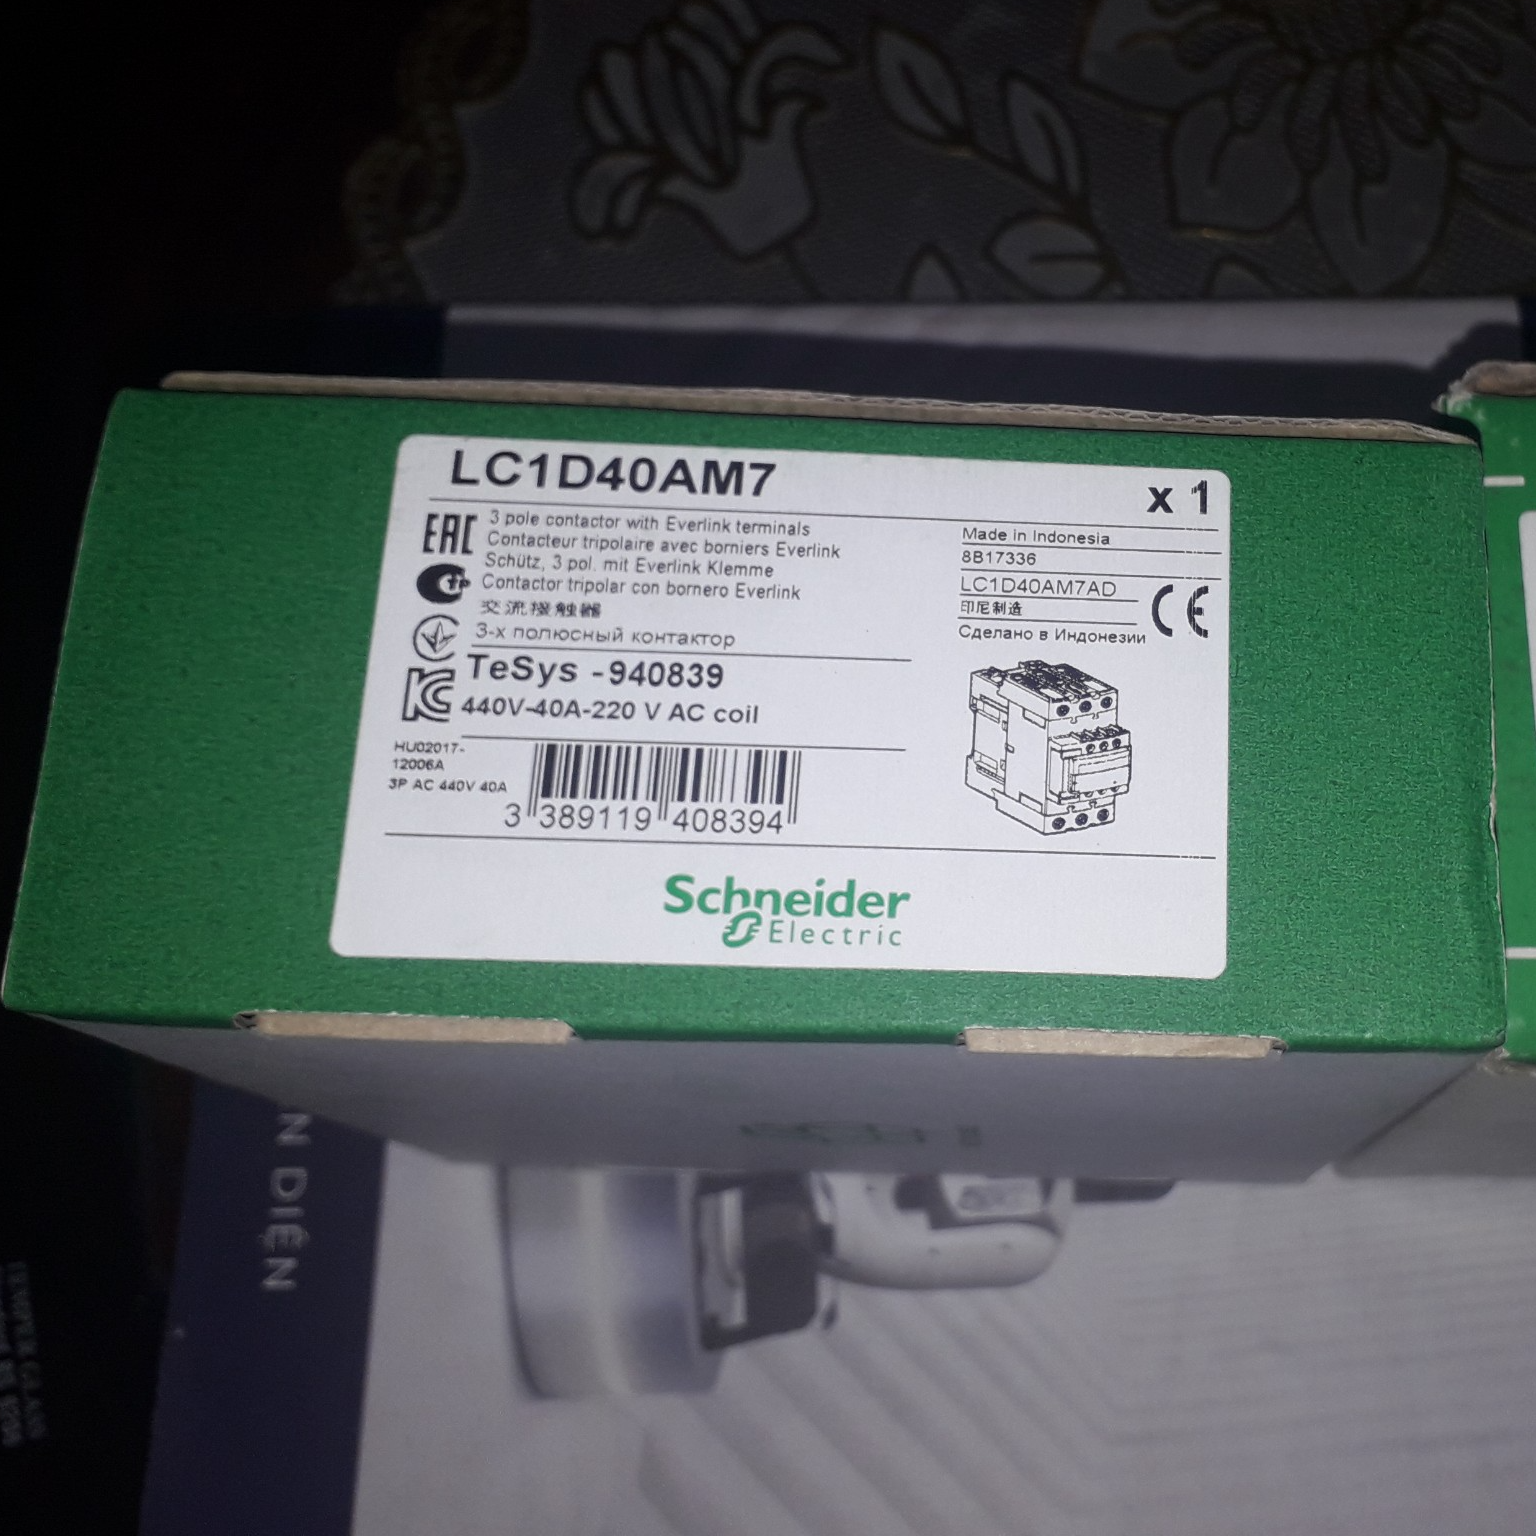 LC1D40AM7
x 1
EAC
3 pole contactor with Everlink terminals
Contacteur tripolaire avec borniers Everlink
Schütz, 3 pol. mit Everlink Klemme
Contactor tripolar con bornero Everlink
交流接触器
3-х полюсный контактор
Made in Indonesia
8B17336
LC1D40AM7AD
印尼制造
Сделано в Индонезии
CE
TeSys -940839
440V-40A-220 V AC coil
HU02017-
12006A
3P AC 440V 40A
3 389119 408394
Schneider
Electric
N DIỆN